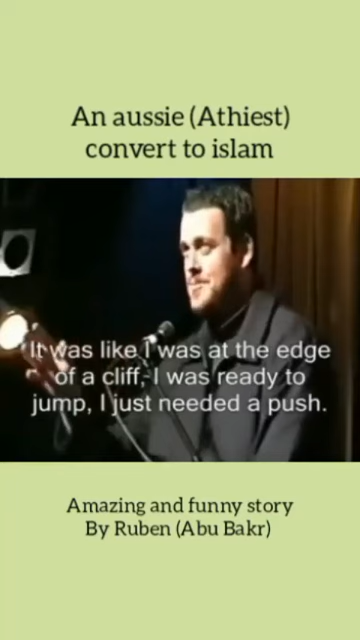 An aussie (Athiest)
convert to islam
It was like I was at the edge
of a cliff, I was ready to
jump, I just needed a push.
Amazing and funny story
By Ruben (Abu Bakr)